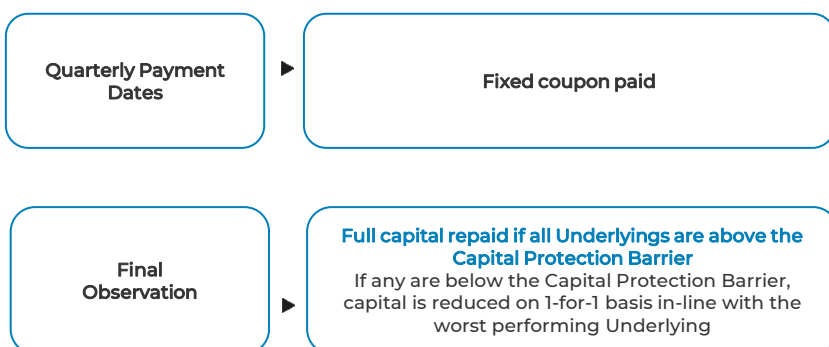 Quarterly Payment
Dates
Fixed coupon paid
Final
Observation
Full capital repaid if all Underlyings are above the
Capital Protection Barrier
If any are below the Capital Protection Barrier,
capital is reduced on 1-for-1 basis in-line with the
worst performing Underlying